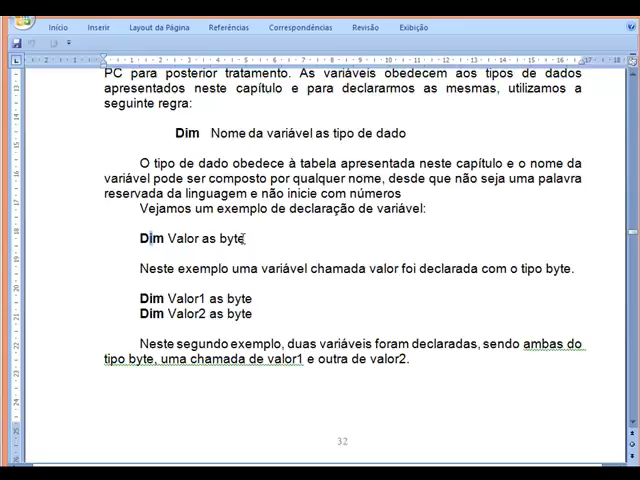 Início Inserir Layout da Página Referências Correspondências Revisão Exibição
PC para posterior tratamento. As variáveis obedecem aos tipos de dados
apresentados neste capítulo e para declararmos as mesmas, utilizamos a
seguinte regra:
Dim Nome da variável as tipo de dado
O tipo de dado obedece à tabela apresentada neste capítulo e o nome da
variável pode ser composto por qualquer nome, desde que não seja uma palavra
reservada da linguagem e não inicie com números
Vejamos um exemplo de declaração de variável:
Dim Valor as byte
Neste exemplo uma variável chamada valor foi declarada com o tipo byte.
Dim Valor1 as byte
Dim Valor2 as byte
Neste segundo exemplo, duas variáveis foram declaradas, sendo ambas do
tipo byte, uma chamada de valor1 e outra de valor2.
32